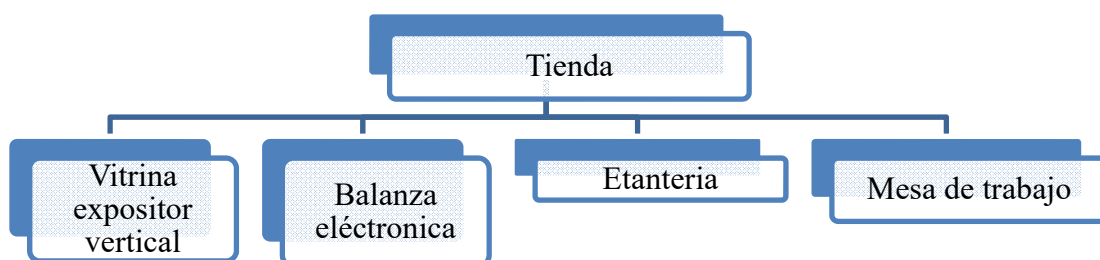 Tienda
Vitrina
expositor
vertical
Balanza
eléctronica
Etanteria
Mesa de trabajo